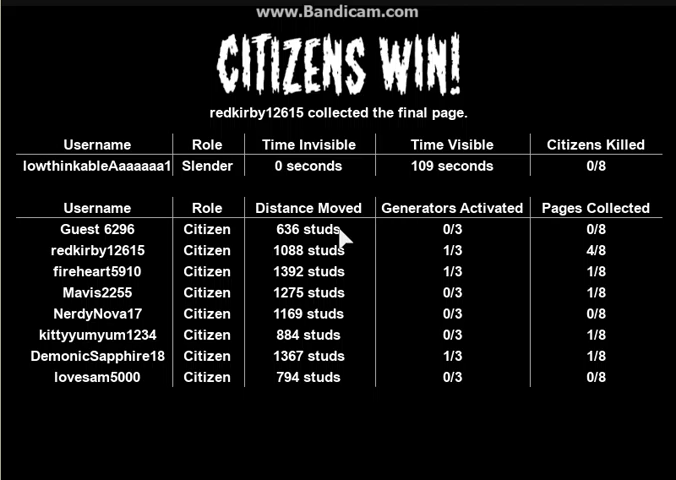 www.Bandicam.com
CITIZENS WIN!
redkirby12615 collected the final page.
Username Role Time Invisible Time Visible Citizens Killed
lowthinkableAaaaaaa1 Slender 0 seconds 109 seconds 0/8
Username Role Distance Moved Generators Activated Pages Collected
Guest 6296 Citizen 636 studs 0/3 0/8
redkirby12615 Citizen 1088 studs 1/3 4/8
fireheart5910 Citizen 1392 studs 1/3 1/8
Mavis2255 Citizen 1275 studs 0/3 1/8
NerdyNova17 Citizen 1169 studs 0/3 0/8
kittyyumyum1234 Citizen 884 studs 0/3 1/8
DemonicSapphire18 Citizen 1367 studs 1/3 1/8
lovesam5000 Citizen 794 studs 0/3 0/8